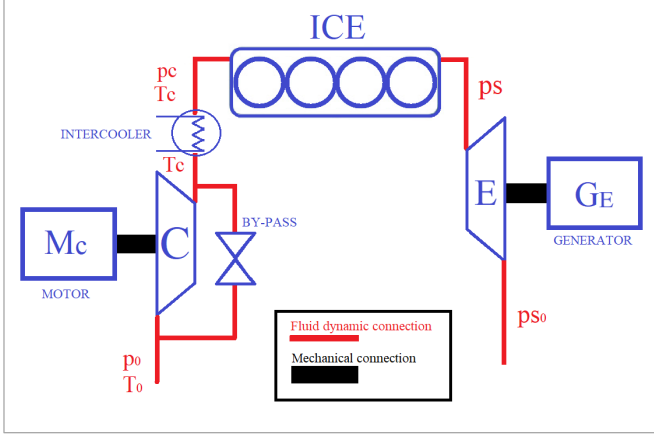 ICE
pc
Tc
ps
INTERCOOLER
Tc
E
GE
C
BY-PASS
Mc
GENERATOR
MOTOR
ps0
Fluid dynamic connection
Mechanical connection
p0
T0